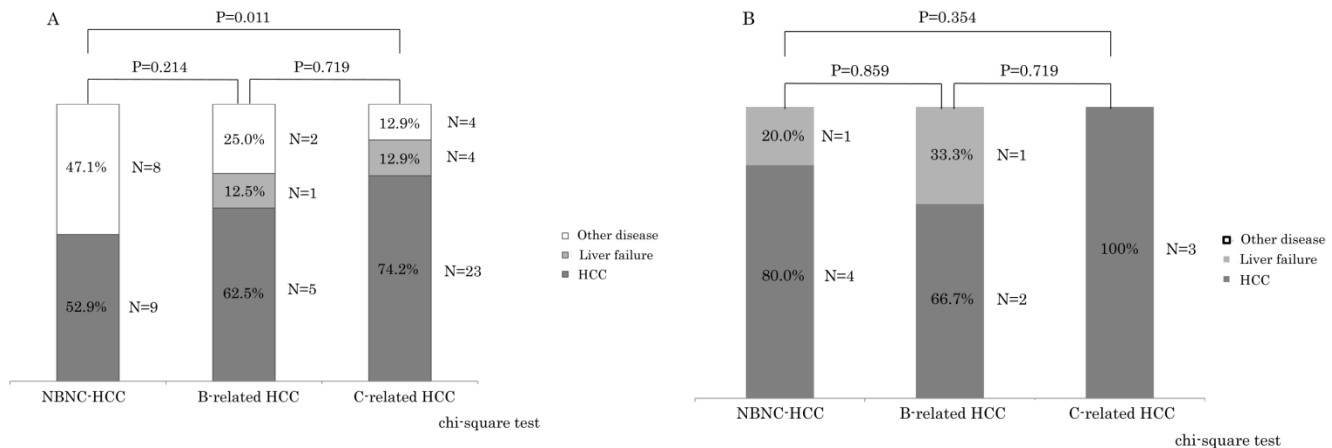 A
P=0.011
P=0.214
P=0.719
47.1%
N=8
52.9%
N=9
25.0%
N=2
12.5%
N=1
62.5%
N=5
12.9%
N=4
12.9%
N=4
74.2%
N=23
Other disease
Liver failure
HCC
NBNC-HCC
B-related HCC
C-related HCC
chi-square test
B
P=0.354
P=0.859
P=0.719
20.0%
N=1
80.0%
N=4
33.3%
N=1
66.7%
N=2
100%
N=3
Other disease
Liver failure
HCC
NBNC-HCC
B-related HCC
C-related HCC
chi-square test